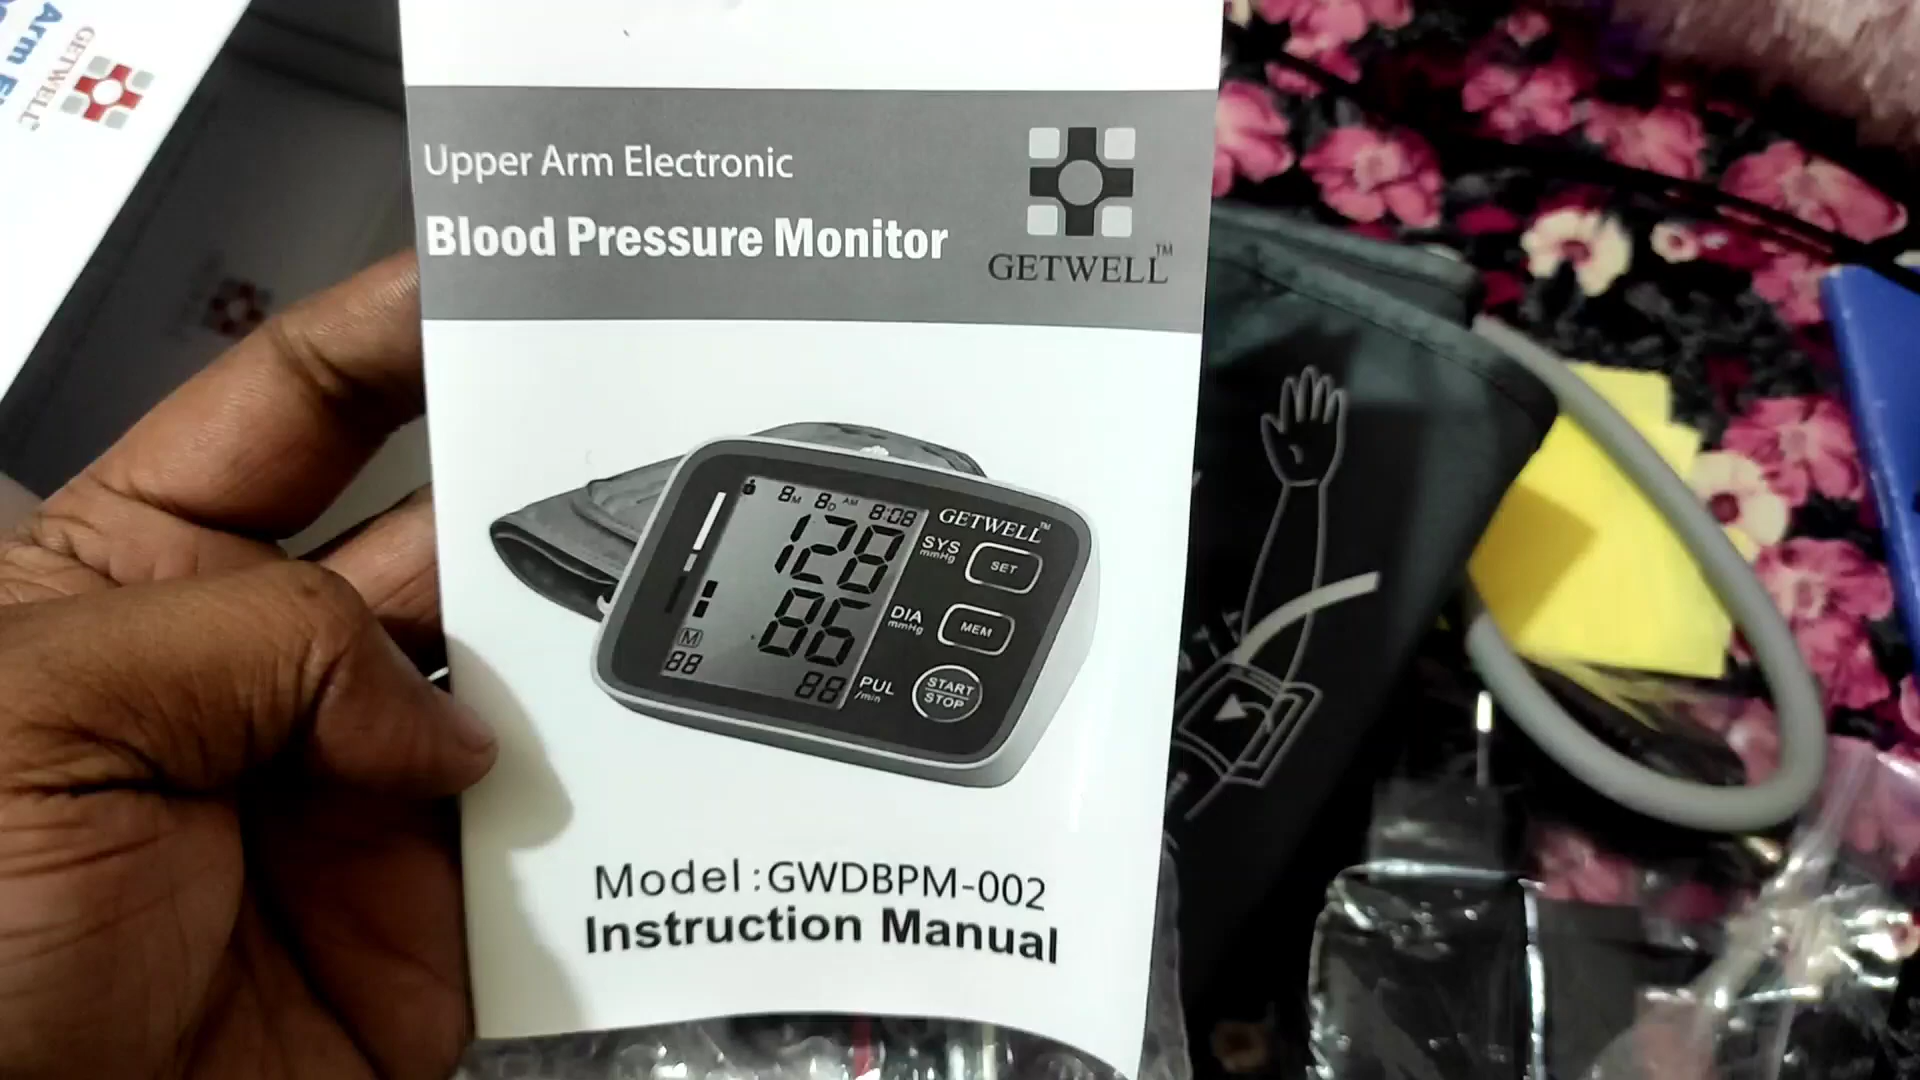 GETWELL
Arm
Upper Arm Electronic
Blood Pressure Monitor
GETWELL™
8M 8D AM 8:08
GETWELL™
128
SYS
mmHg
SET
86
DIA
mmHg
MEM
M
88
88
PUL
/min
START
STOP
Model :GWDBPM-002
Instruction Manual